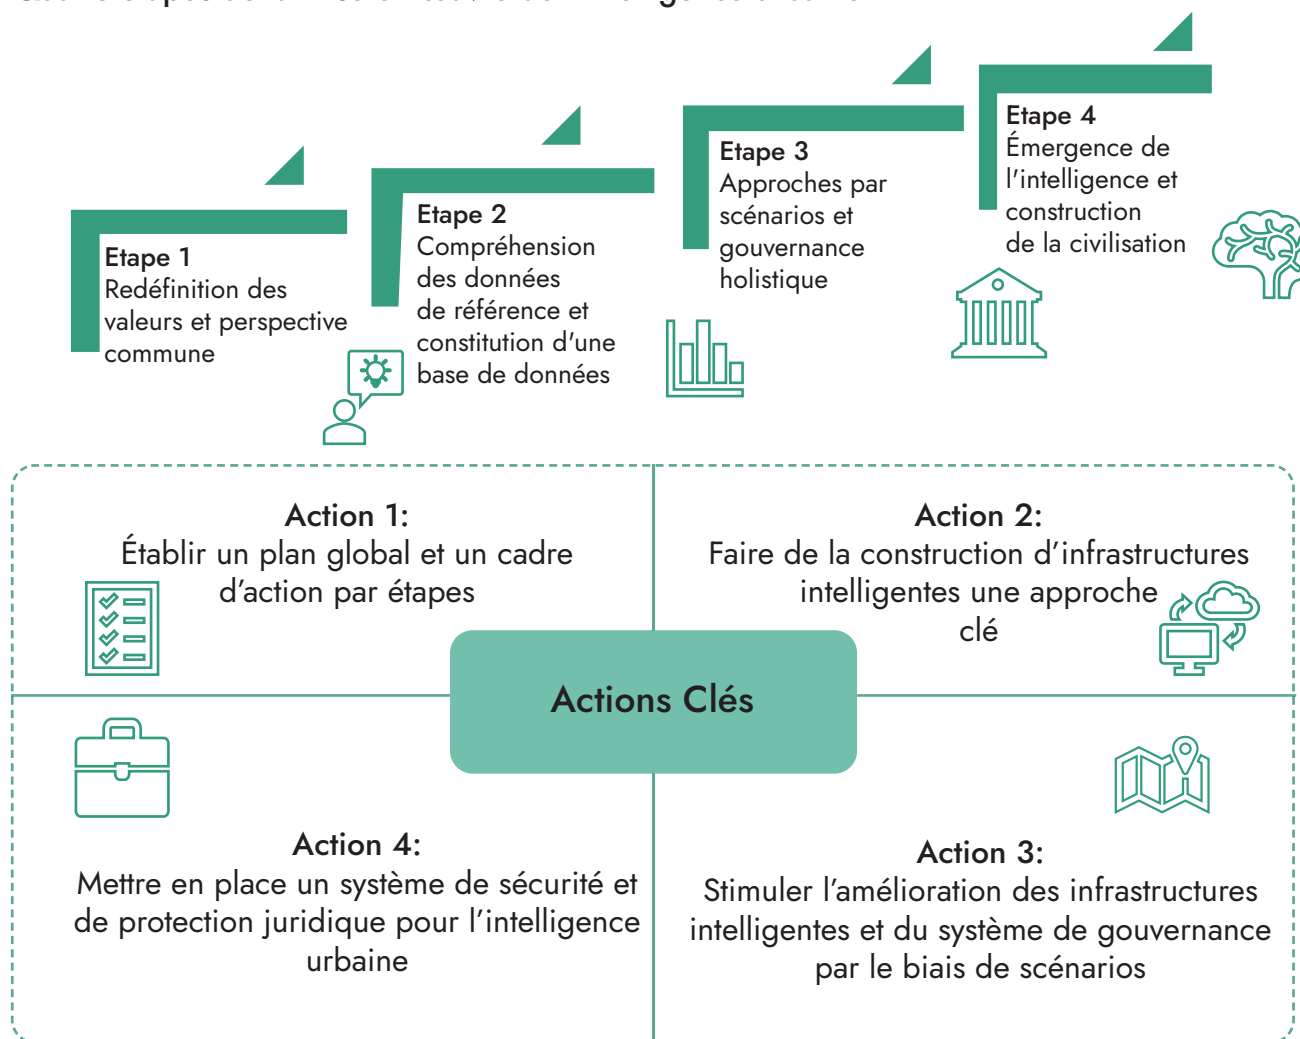 Etape 1
Redéfinition des
valeurs et perspective
commune
Etape 2
Compréhension
des données
de référence et
constitution d'une
base de données
Etape 3
Approches par
scénarios et
gouvernance
holistique
Etape 4
Émergence de
l'intelligence et
construction
de la civilisation
Action 1:
Établir un plan global et un cadre
d’action par étapes
Action 2:
Faire de la construction d’infrastructures
intelligentes une approche
clé
Actions Clés
Action 4:
Mettre en place un système de sécurité et
de protection juridique pour l’intelligence
urbaine
Action 3:
Stimuler l’amélioration des infrastructures
intelligentes et du système de gouvernance
par le biais de scénarios